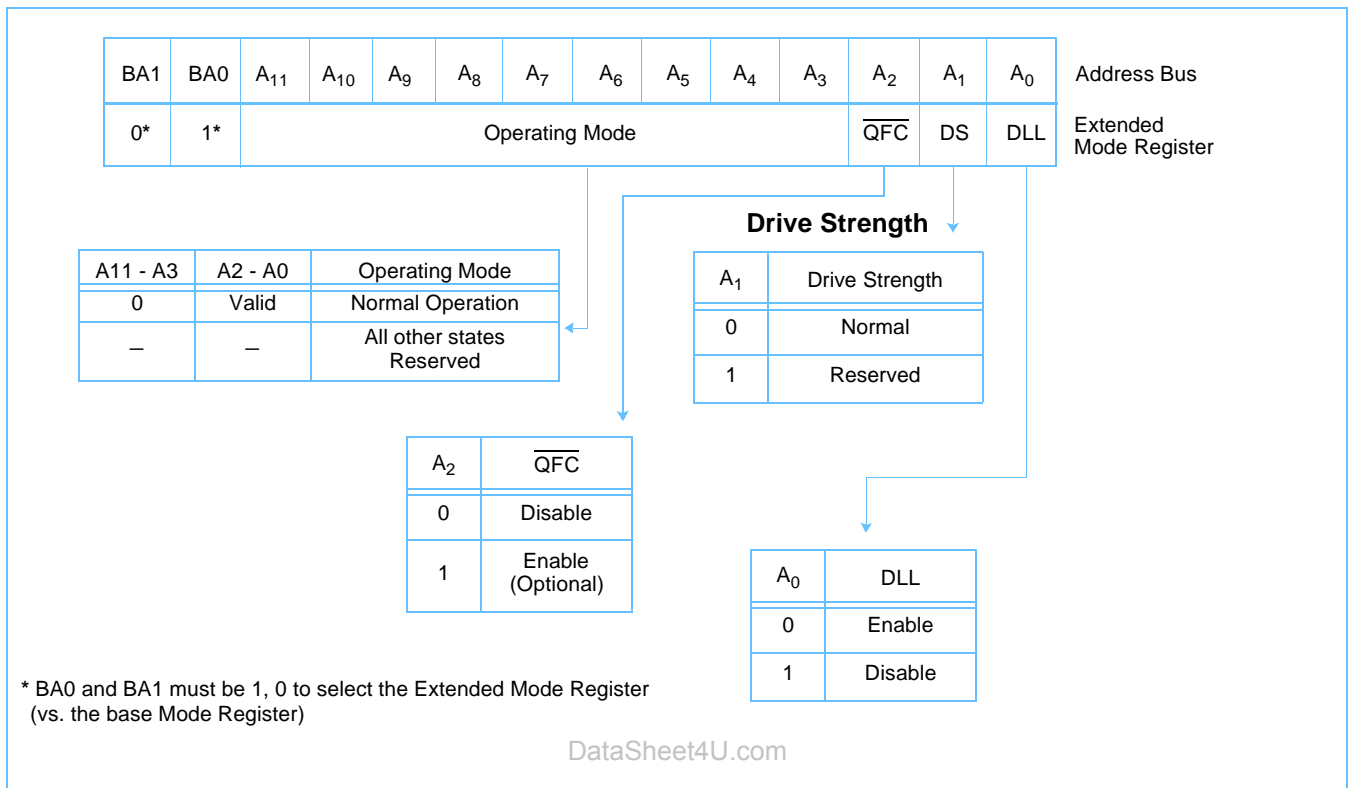 BA1 BA0 A11 A10 A9 A8 A7 A6 A5 A4 A3 A2 A1 A0 Address Bus
0* 1* Operating Mode QFC DS DLL Extended
Mode Register
Drive Strength
A11 - A3 A2 - A0 Operating Mode
0 Valid Normal Operation
– – All other states
Reserved
A1 Drive Strength
0 Normal
1 Reserved
A2 QFC
0 Disable
1 Enable
(Optional)
A0 DLL
0 Enable
1 Disable
* BA0 and BA1 must be 1, 0 to select the Extended Mode Register
(vs. the base Mode Register)
DataSheet4U.com